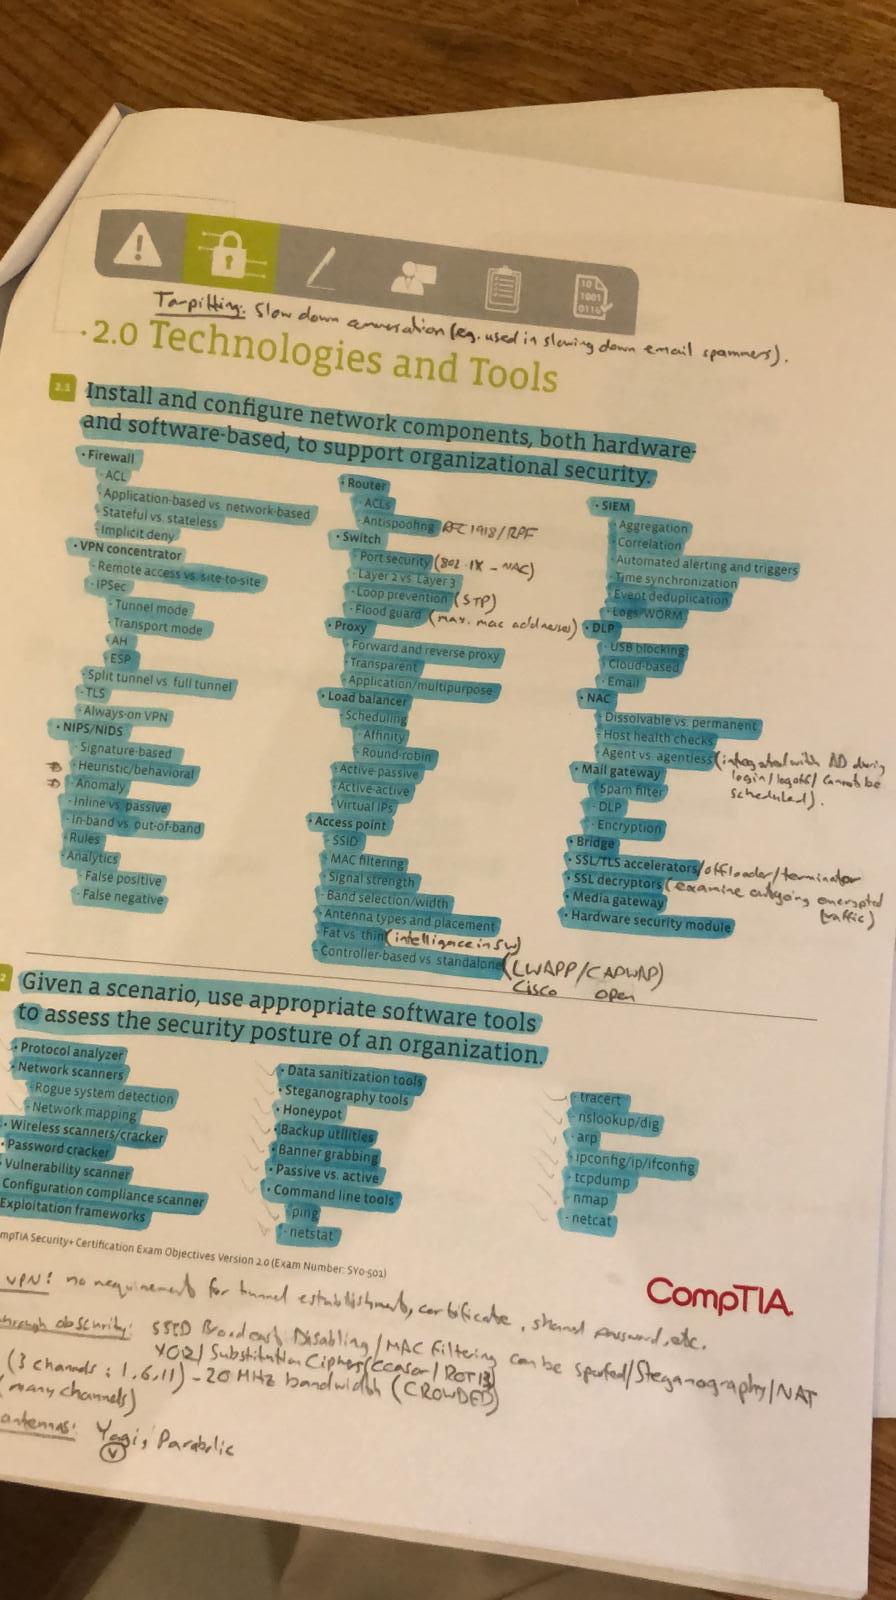 10
1001
0110
Tarpitting: Slow down conversation (eg. used in slowing down email spammers).
2.0 Technologies and Tools
2.1 Install and configure network components, both hardware-
and software-based, to support organizational security.
• Firewall
- ACL
- Application-based vs. network-based
- Stateful vs. stateless
- Implicit deny
• VPN concentrator
- Remote access vs. site-to-site
- IPSec
- Tunnel mode
- Transport mode
- AH
- ESP
- Split tunnel vs. full tunnel
- TLS
- Always-on VPN
• NIPS/NIDS
- Signature-based
- Heuristic/behavioral
- Anomaly
- Inline vs. passive
- In-band vs. out-of-band
- Rules
- Analytics
- False positive
- False negative
• Router
- ACLs
- Antispoofing RFC 1918/RPF
• Switch
- Port security (802.1X - NAC)
- Layer 2 vs. Layer 3
- Loop prevention (STP)
- Flood guard (max. mac addresses)
• Proxy
- Forward and reverse proxy
- Transparent
- Application/multipurpose
• Load balancer
- Scheduling
- Affinity
- Round-robin
- Active-passive
- Active-active
- Virtual IPs
• Access point
- SSID
- MAC filtering
- Signal strength
- Band selection/width
- Antenna types and placement
- Fat vs. thin (intelligence in SW)
- Controller-based vs. standalone (LWAPP/CAPWAP)
Cisco open
• SIEM
- Aggregation
- Correlation
- Automated alerting and triggers
- Time synchronization
- Event deduplication
- Logs/WORM
• DLP
- USB blocking
- Cloud-based
- Email
• NAC
- Dissolvable vs. permanent
- Host health checks
- Agent vs. agentless (integrated with AD during
login/logoff/cannot be
scheduled).
• Mail gateway
- Spam filter
- DLP
- Encryption
• Bridge
• SSL/TLS accelerators/offloader/terminator
• SSL decryptors (examine outgoing encrypted
traffic)
• Media gateway
• Hardware security module
2 Given a scenario, use appropriate software tools
to assess the security posture of an organization.
• Protocol analyzer
• Network scanners
- Rogue system detection
- Network mapping
• Wireless scanners/cracker
• Password cracker
Vulnerability scanner
Configuration compliance scanner
Exploitation frameworks
• Data sanitization tools
• Steganography tools
• Honeypot
• Backup utilities
• Banner grabbing
• Passive vs. active
• Command line tools
- ping
- netstat
- tracert
- nslookup/dig
- arp
- ipconfig/ip/ifconfig
- tcpdump
- nmap
- netcat
mpTIA Security+ Certification Exam Objectives Version 2.0 (Exam Number: SY0-501)
CompTIA.
VPN: no requirement for tunnel establishment, certificate, shared password, etc.
through obscurity: SSID Broadcast Disabling/MAC Filtering can be spoofed/Steganography/NAT
XOR/Substitution Ciphers (Ceasar/ROT13)
(3 channels: 1,6,11) - 20 MHz bandwidth (CROWDED)
(many channels)
antennas: Yagi, Parabolic
V